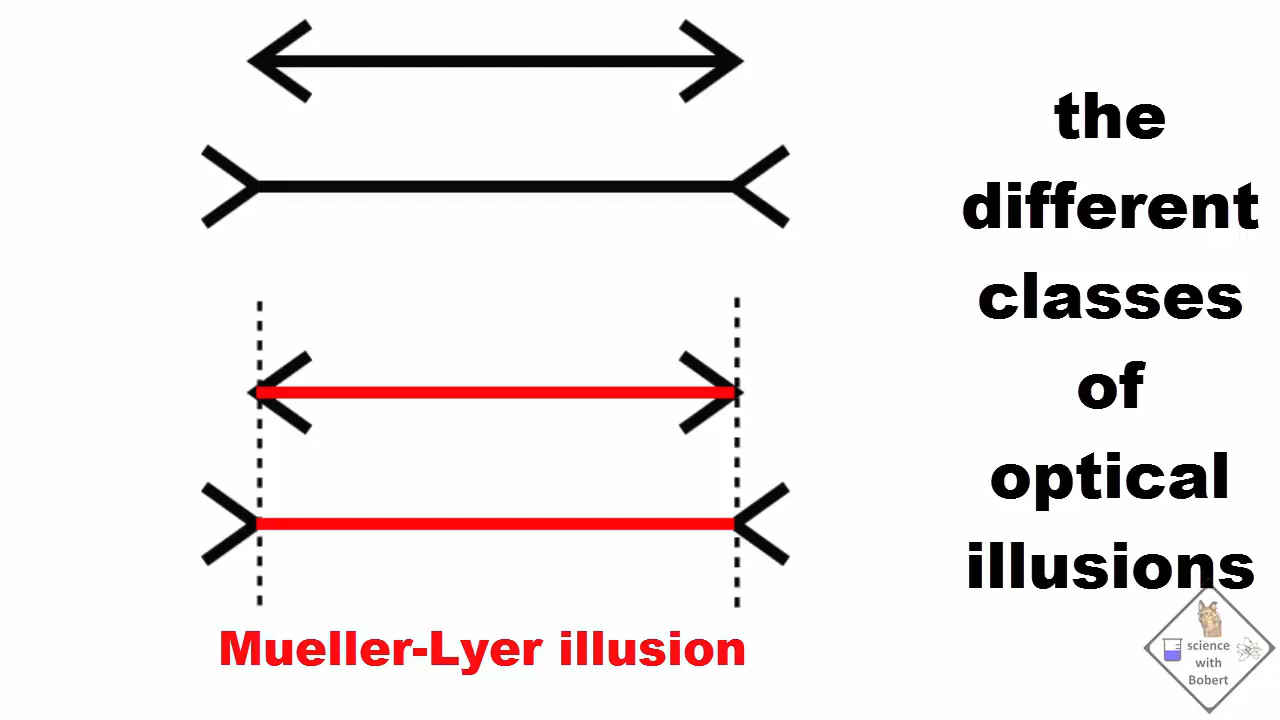 the
different
classes
of
optical
illusions
Mueller-Lyer illusion
science
with
Bobert